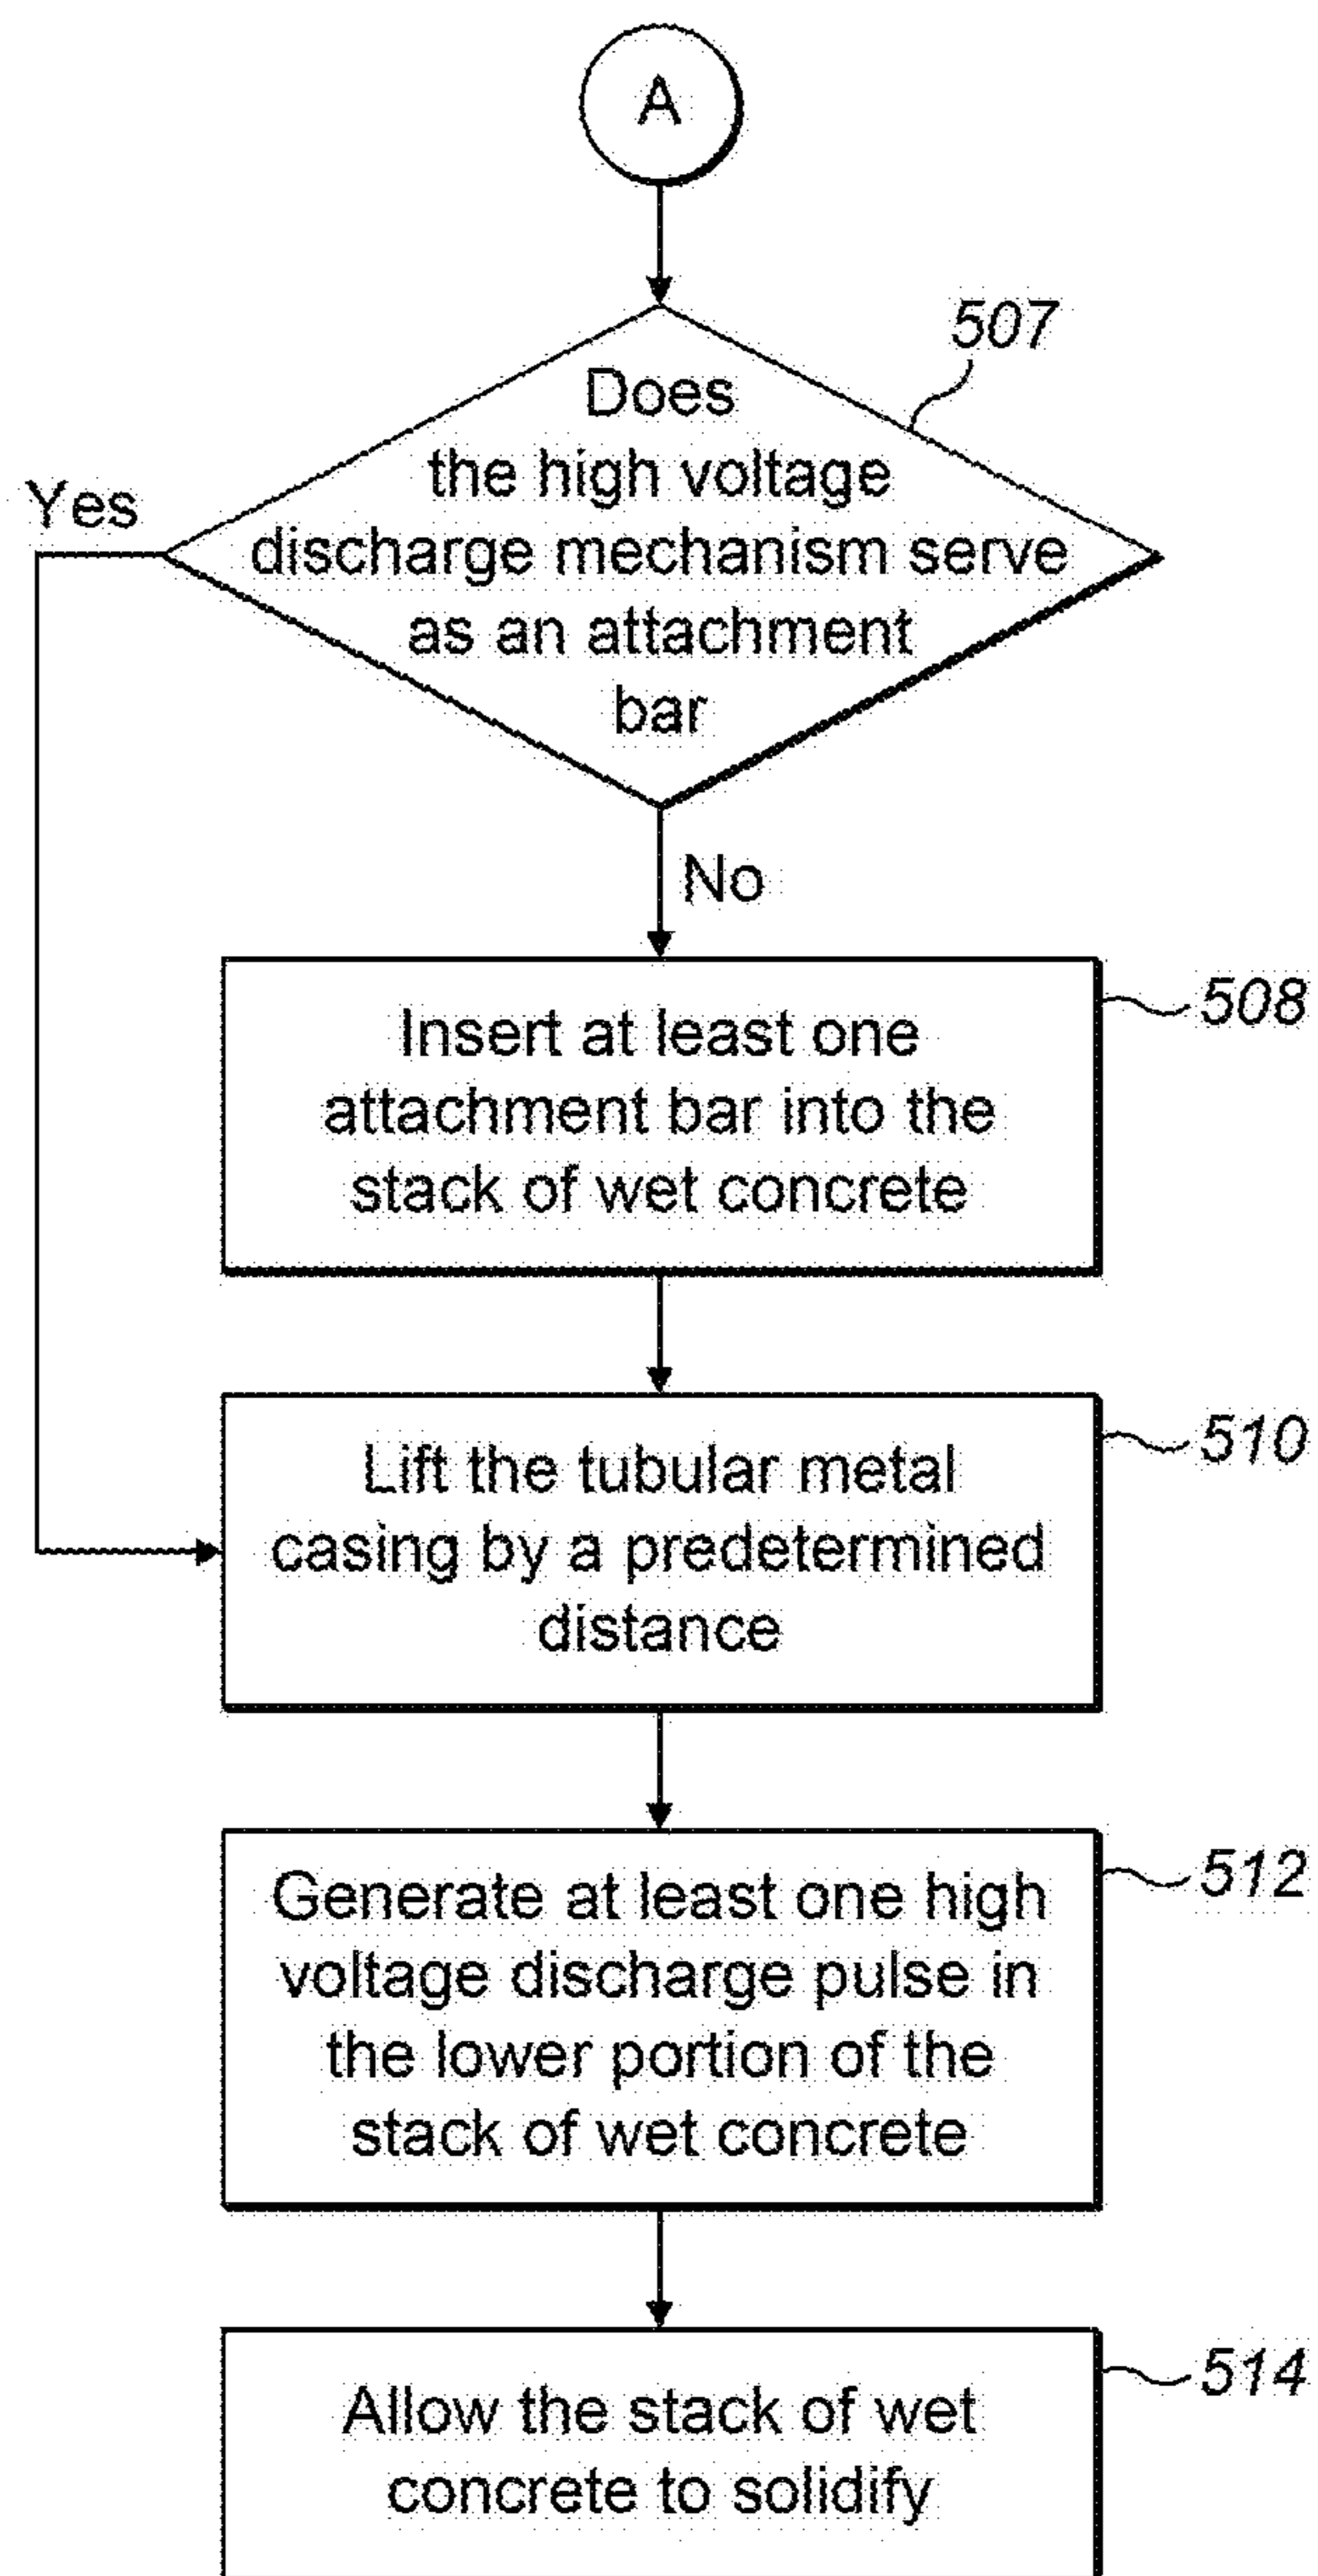 A
507
Does
the high voltage
discharge mechanism serve
as an attachment
bar
Yes
No
508
Insert at least one
attachment bar into the
stack of wet concrete
510
Lift the tubular metal
casing by a predetermined
distance
512
Generate at least one high
voltage discharge pulse in
the lower portion of the
stack of wet concrete
514
Allow the stack of wet
concrete to solidify